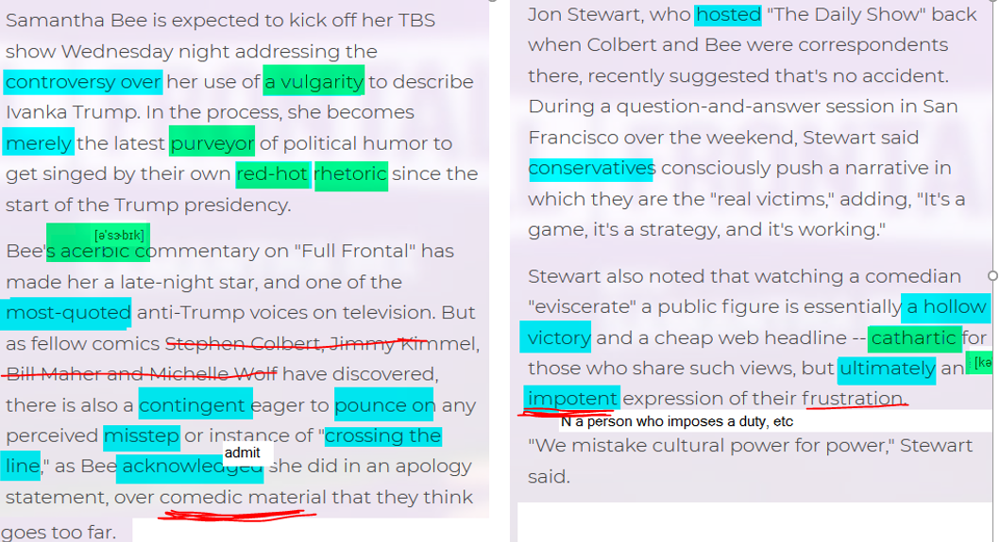 Samantha Bee is expected to kick off her TBS
show Wednesday night addressing the
controversy over her use of a vulgarity to describe
Ivanka Trump. In the process, she becomes
merely the latest purveyor of political humor to
get singed by their own red-hot rhetoric since the
start of the Trump presidency.
[ə'sɝbɪk]
Bee's acerbic commentary on "Full Frontal" has
made her a late-night star, and one of the
most-quoted anti-Trump voices on television. But
as fellow comics Stephen Colbert, Jimmy Kimmel,
Bill Maher and Michelle Wolf have discovered,
there is also a contingent eager to pounce on any
perceived misstep or instance of "crossing the
admit
line," as Bee acknowledged she did in an apology
statement, over comedic material that they think
goes too far.
Jon Stewart, who hosted "The Daily Show" back
when Colbert and Bee were correspondents
there, recently suggested that's no accident.
During a question-and-answer session in San
Francisco over the weekend, Stewart said
conservatives consciously push a narrative in
which they are the "real victims," adding, "It's a
game, it's a strategy, and it's working."
Stewart also noted that watching a comedian
"eviscerate" a public figure is essentially a hollow
victory and a cheap web headline -- cathartic for
those who share such views, but ultimately an
[kə
impotent expression of their frustration.
N a person who imposes a duty, etc
"We mistake cultural power for power," Stewart
said.